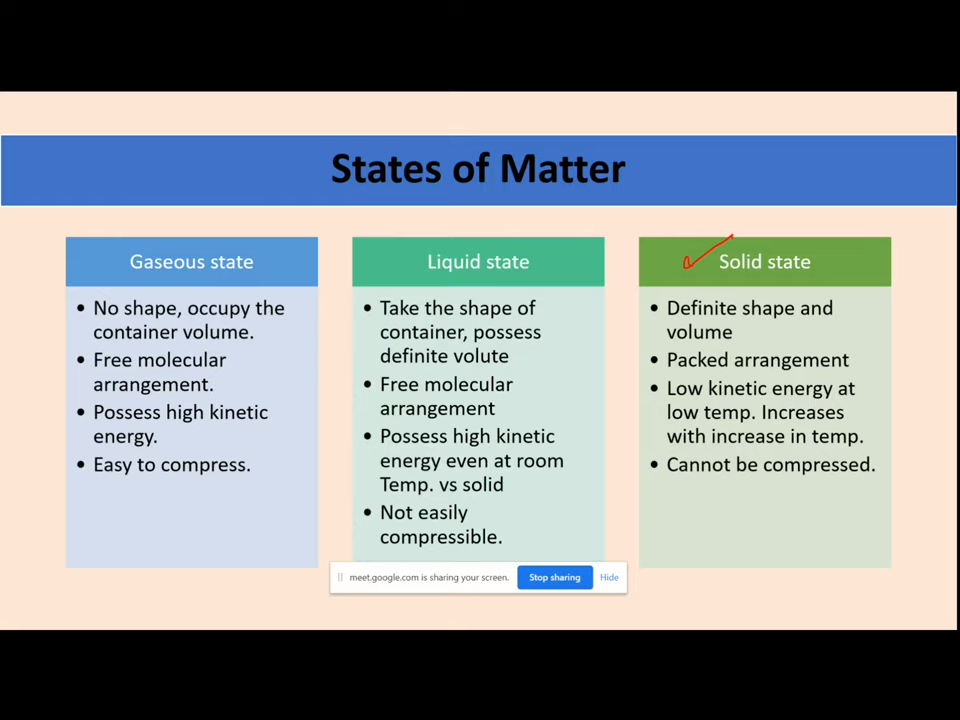 States of Matter
Gaseous state
• No shape, occupy the
container volume.
• Free molecular
arrangement.
• Possess high kinetic
energy.
• Easy to compress.
Liquid state
• Take the shape of
container, possess
definite volute
• Free molecular
arrangement
• Possess high kinetic
energy even at room
Temp. vs solid
• Not easily
compressible.
Solid state
• Definite shape and
volume
• Packed arrangement
• Low kinetic energy at
low temp. Increases
with increase in temp.
• Cannot be compressed.
meet.google.com is sharing your screen. Stop sharing Hide